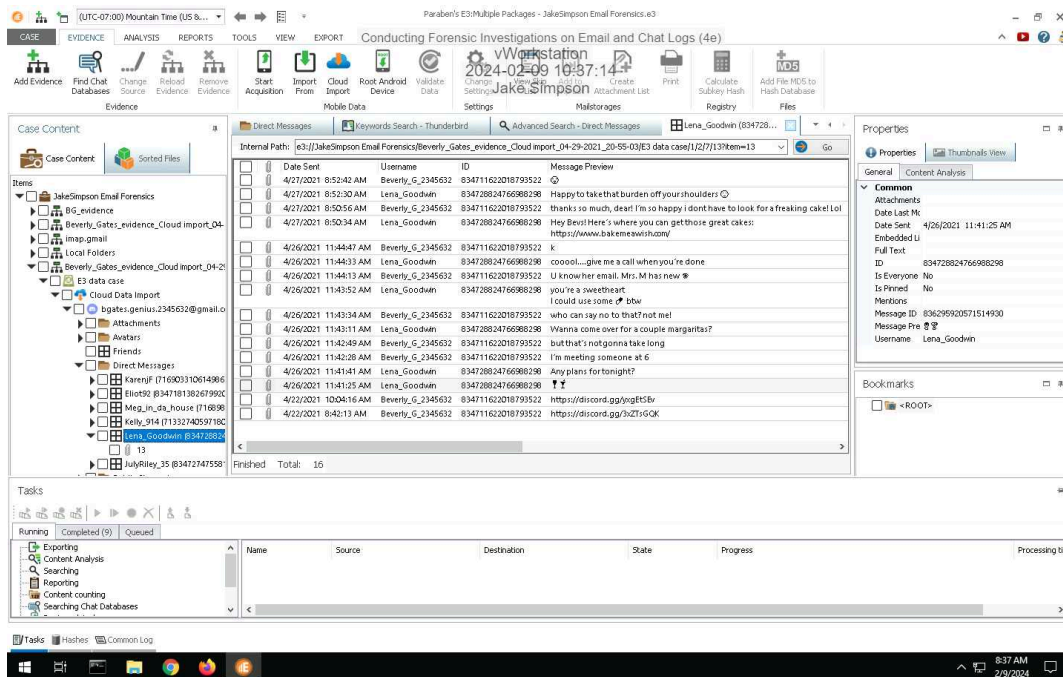 (UTC-07:00) Mountain Time (US &...
Paraben's E3:Multiple Packages - JakeSimpson Email Forensics.e3
CASE EVIDENCE ANALYSIS REPORTS TOOLS VIEW EXPORT
Conducting Forensic Investigations on Email and Chat Logs (4e)
vWorkstation
2024-02-09 10:37:14
Jake Simpson
Add Evidence
Find Chat Databases
Change Source
Reload Evidence
Remove Evidence
Start Acquisition
Import From
Cloud Import
Root Android Device
Validate Data
Change Settings
Create Attachment List
Print
Calculate Subkey Hash
MD5
Add File MD5 to Hash Database
Evidence Mobile Data Settings Mailstorages Registry Files
Case Content
Case Content Sorted Files
Items
JakeSimpson Email Forensics
BG_evidence
Beverly_Gates_evidence_Cloud import_04-
imap.gmail
Local Folders
Beverly_Gates_evidence_Cloud import_04-29
E3 data case
Cloud Data Import
bgates.genius.2345632@gmail.c
Attachments
Avatars
Friends
Direct Messages
KarenJF (716903310614986
Eliot92 (834718138267992
Meg_in_da_house (716898
Kelly_914 (71332740597180
Lena_Goodwin (834728824
13
JulyRiley_35 (83472747558
Direct Messages Keywords Search - Thunderbird Advanced Search - Direct Messages Lena_Goodwin (834728...
Internal Path: e3://JakeSimpson Email Forensics/Beverly_Gates_evidence_Cloud import_04-29-2021_20-55-03/E3 data case/1/2/7/13?item=13 Go
Date Sent Username ID Message Preview
4/27/2021 8:52:42 AM Beverly_G_2345632 834711622018793522 ☺
4/27/2021 8:52:30 AM Lena_Goodwin 834728824766988298 Happy to take that burden off your shoulders ☺
4/27/2021 8:50:56 AM Beverly_G_2345632 834711622018793522 thanks so much, dear! I'm so happy i dont have to look for a freaking cake! Lol
4/27/2021 8:50:34 AM Lena_Goodwin 834728824766988298 Hey Bevs! Here's where you can get those great cakes:
https://www.bakemeawish.com/
4/26/2021 11:44:47 AM Beverly_G_2345632 834711622018793522 k
4/26/2021 11:44:33 AM Lena_Goodwin 834728824766988298 cooool....give me a call when you're done
4/26/2021 11:44:13 AM Beverly_G_2345632 834711622018793522 U know her email. Mrs. M has new
4/26/2021 11:43:52 AM Lena_Goodwin 834728824766988298 you're a sweetheart
I could use some btw
4/26/2021 11:43:34 AM Beverly_G_2345632 834711622018793522 who can say no to that? not me!
4/26/2021 11:43:11 AM Lena_Goodwin 834728824766988298 Wanna come over for a couple margaritas?
4/26/2021 11:42:49 AM Beverly_G_2345632 834711622018793522 but that's not gonna take long
4/26/2021 11:42:28 AM Beverly_G_2345632 834711622018793522 I'm meeting someone at 6
4/26/2021 11:41:41 AM Lena_Goodwin 834728824766988298 Any plans for tonight?
4/26/2021 11:41:25 AM Lena_Goodwin 834728824766988298
4/22/2021 10:04:16 AM Beverly_G_2345632 834711622018793522 https://discord.gg/yxgEtSBv
4/22/2021 8:42:13 AM Beverly_G_2345632 834711622018793522 https://discord.gg/3xZTsGQK
Finished Total: 16
Properties
Properties Thumbnails View
General Content Analysis
Common
Attachments
Date Last Mc
Date Sent 4/26/2021 11:41:25 AM
Embedded Li
Full Text
ID 834728824766988298
Is Everyone No
Is Pinned No
Mentions
Message ID 836295920571514930
Message Pre
Username Lena_Goodwin
Bookmarks
<ROOT>
Tasks
Running Completed (9) Queued
Exporting
Content Analysis
Searching
Reporting
Content counting
Searching Chat Databases
Name Source Destination State Progress Processing ti
Tasks Hashes Common Log
8:37 AM
2/9/2024